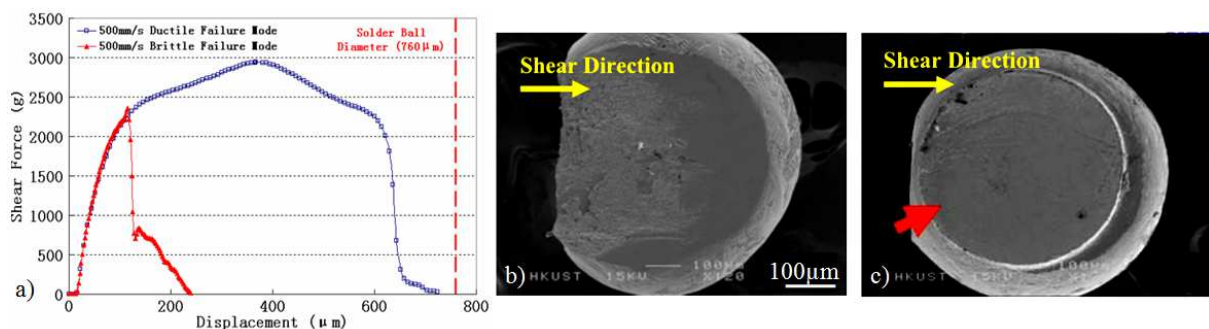 3500
3000
2500
2000
1500
1000
500
0
Shear Force (g)
500mm/s Ductile Failure Mode
500mm/s Brittle Failure Mode
Solder Ball
Diameter (760μm)
0 200 400 600 800
Displacement (μm)
a)
Shear Direction
100μm
HKUST 15KV X120
100μm
b)
Shear Direction
HKUST 15KV
c)